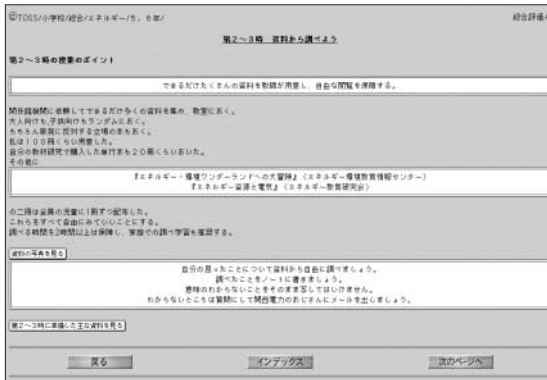 ©TOSS/小学校/総合/エネルギー/5，6年/
総合評価
第2～3時　資料から調べよう
第2～3時の授業のポイント
できるだけたくさんの資料を教師が用意し、自由な閲覧を保障する。
関係諸機関に依頼してできるだけ多くの資料を集め、教室におく。
大人向けも子供向けもランダムにおく。
もちろん原発に反対する立場の本もおく。
私は100冊くらい用意した。
自分の教材研究で購入した単行本も20冊くらいおいた。
その他に
『エネルギー・環境ワンダーランドへの大冒険』（エネルギー環境教育情報センター）
『エネルギー資源と電気』（エネルギー教育研究会）
の二冊は全員の児童に1冊ずつ配布した。
これらをすべて自由にみていいことにする。
調べる時間を2時間以上は保障し、家庭での調べ学習も奨励する。
資料の写真を見る
自分の思ったことについて資料から自由に調べましょう。
調べたことをノートに書きましょう。
意味のわからないことをそのまま写してはいけません。
わからないところは質問にして関西電力のおじさんにメールを出しましょう。
第2～3時に準備した主な資料を見る
戻る
インデックス
次のページへ